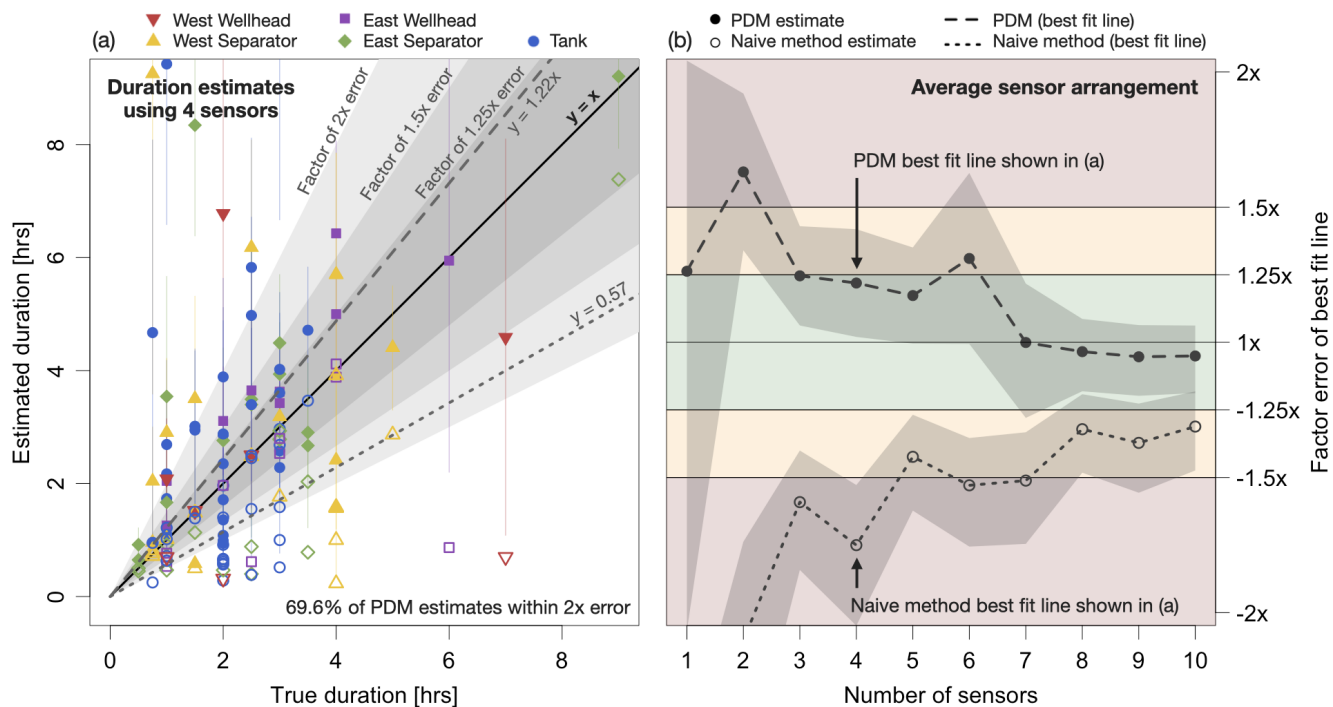 West Wellhead
East Wellhead
West Separator
East Separator
Tank
(a)
Duration estimates
using 4 sensors
Factor of 2x error
Factor of 1.5x error
Factor of 1.25x error
y = 1.22x
y = x
y = 0.57
69.6% of PDM estimates within 2x error
Estimated duration [hrs]
8
6
4
2
0
0
2
4
6
8
True duration [hrs]
PDM estimate
PDM (best fit line)
Naive method estimate
Naive method (best fit line)
(b)
Average sensor arrangement
PDM best fit line shown in (a)
Naive method best fit line shown in (a)
2x
1.5x
1.25x
1x
-1.25x
-1.5x
-2x
Factor error of best fit line
1
2
3
4
5
6
7
8
9
10
Number of sensors